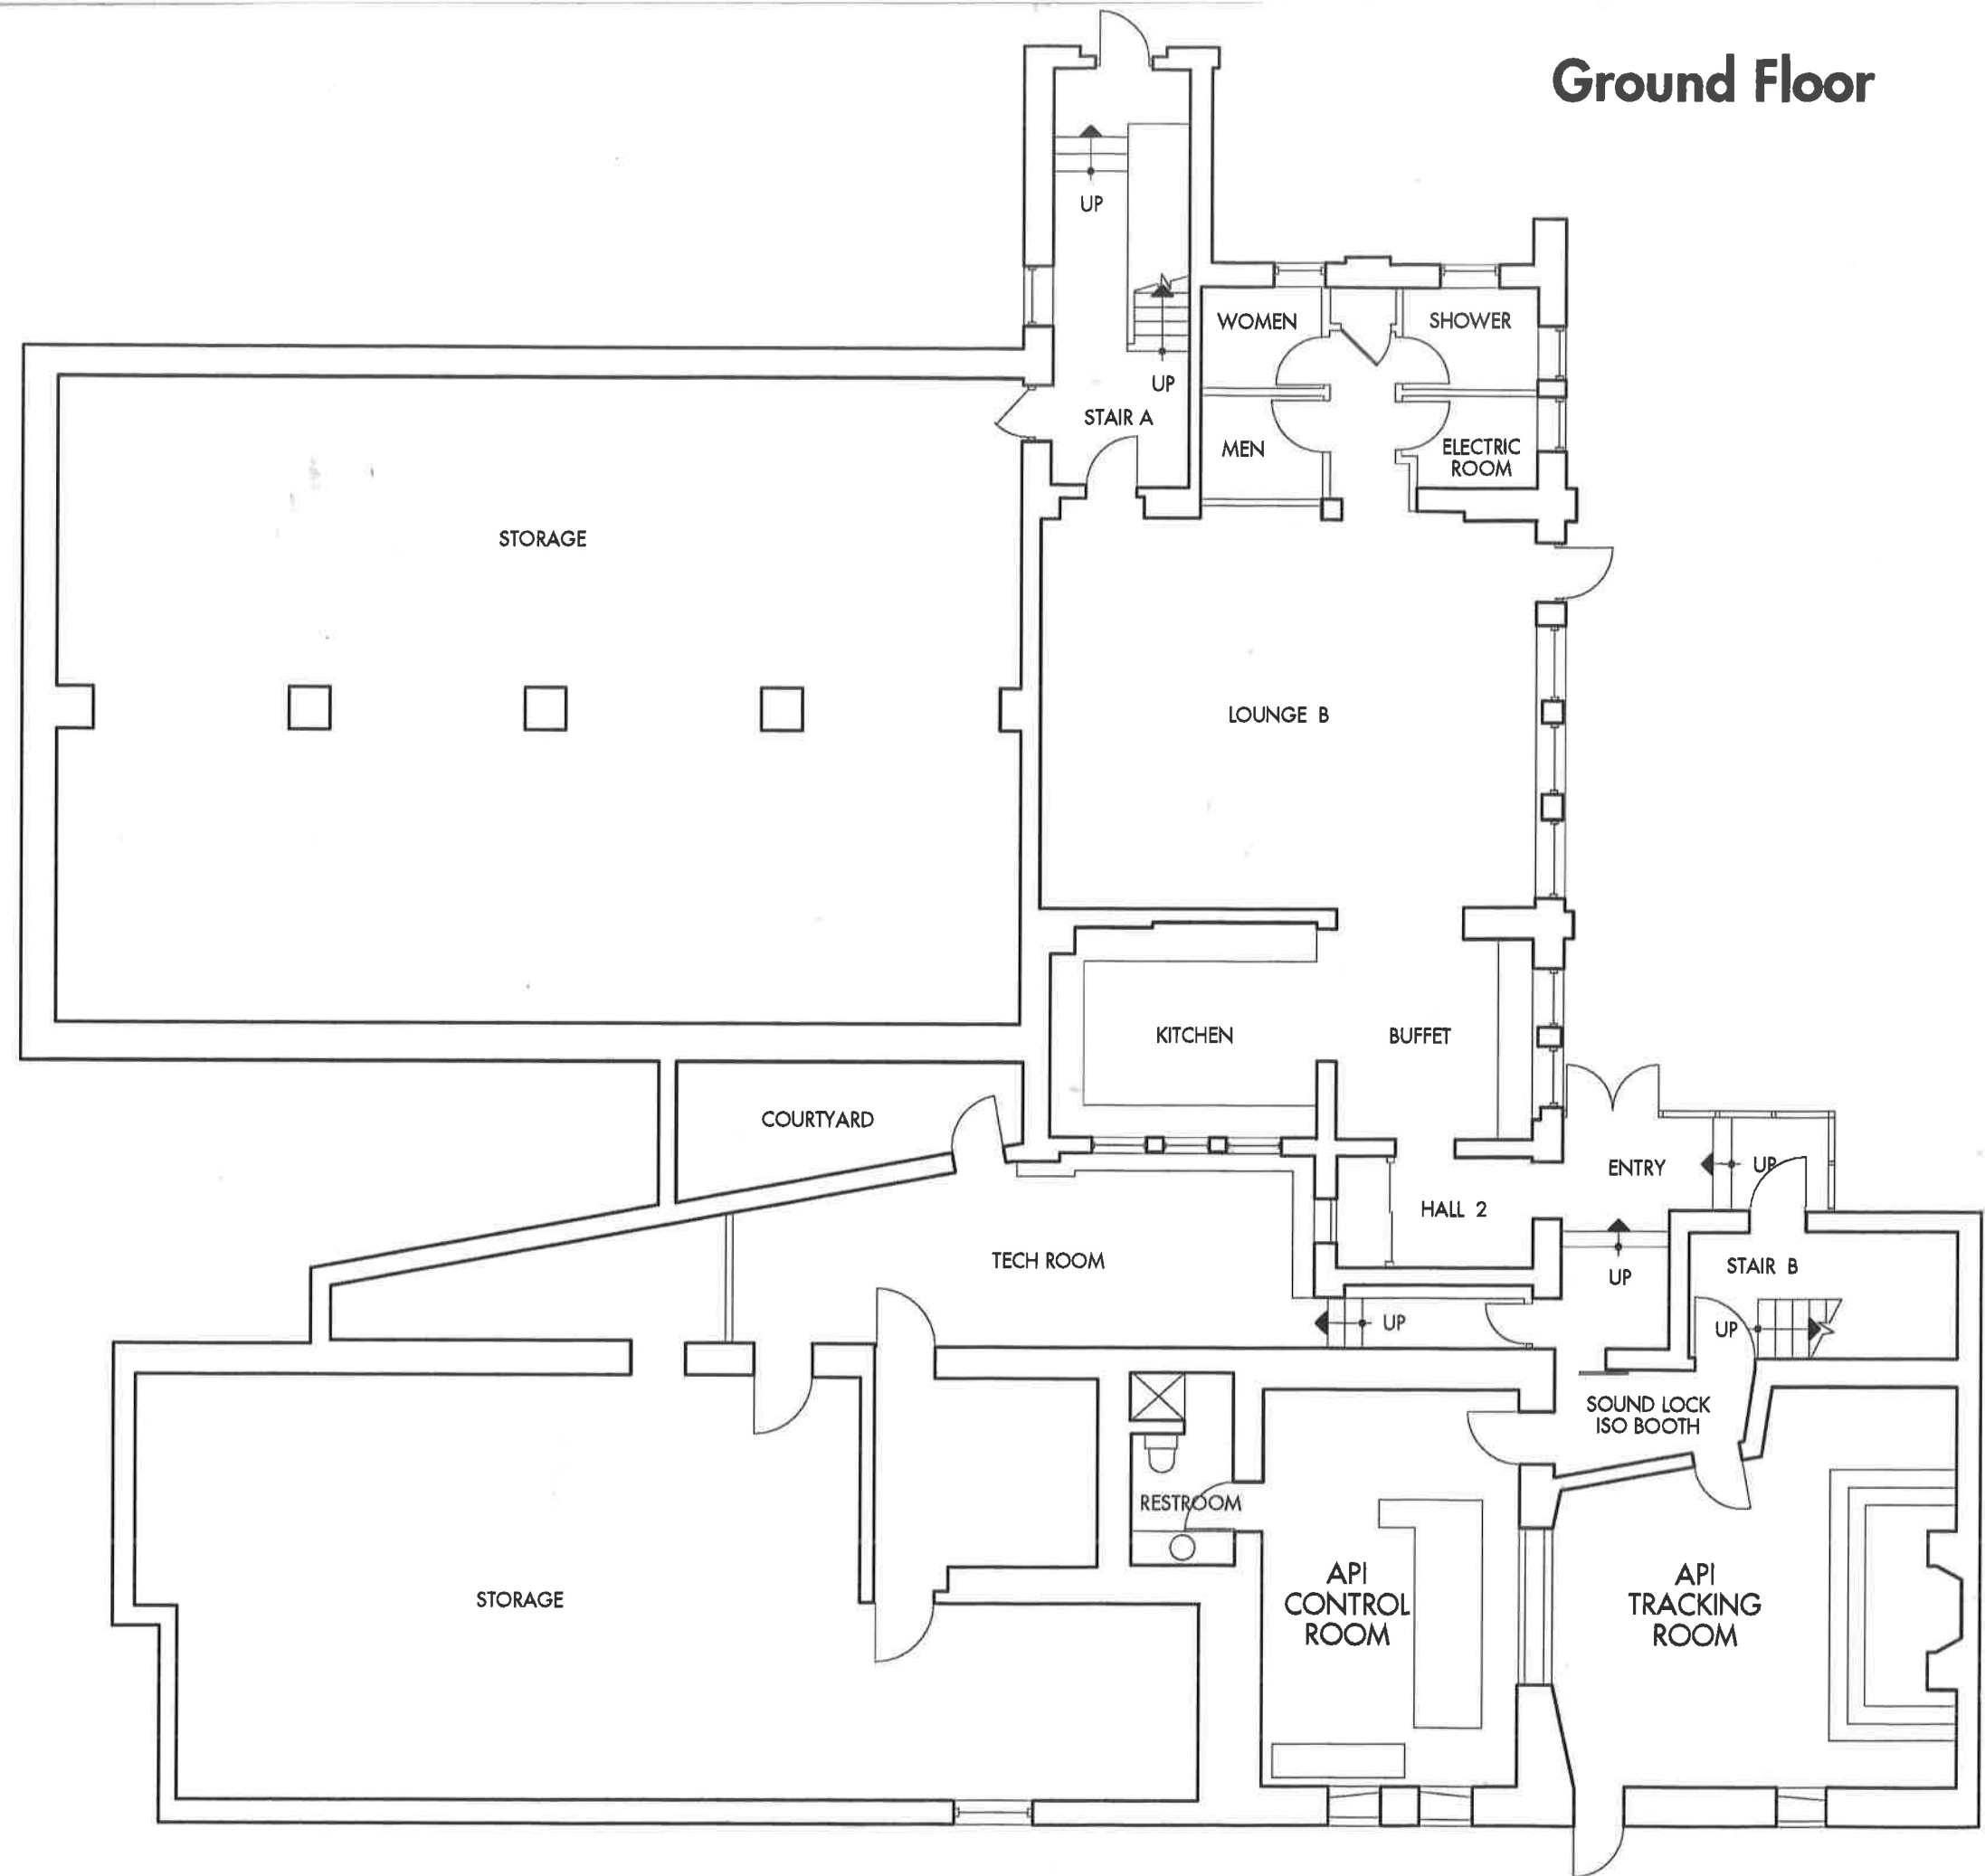 Ground Floor
UP
WOMEN
SHOWER
UP
STAIR A
MEN
ELECTRIC
ROOM
STORAGE
LOUNGE B
KITCHEN
BUFFET
COURTYARD
ENTRY
UP
HALL 2
TECH ROOM
UP
STAIR B
UP
UP
SOUND LOCK
ISO BOOTH
RESTROOM
API
CONTROL
ROOM
API
TRACKING
ROOM
STORAGE